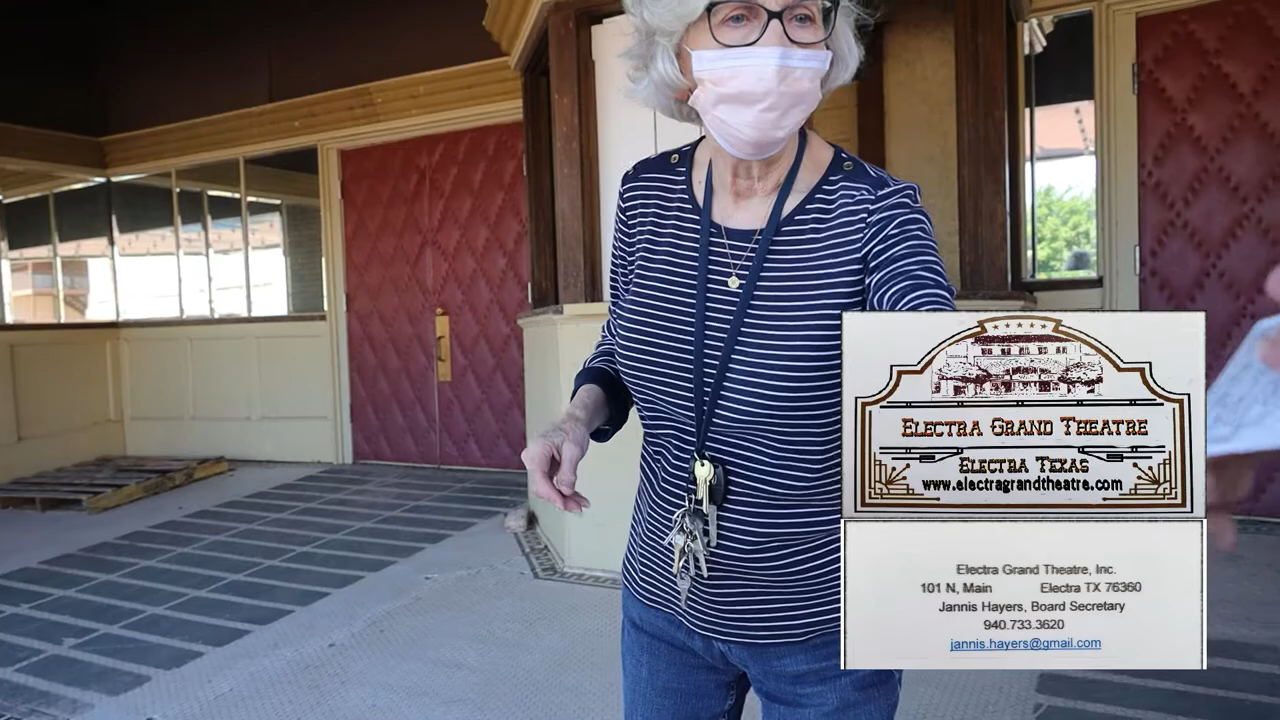 Electra Grand Theatre
Electra Texas
www.electragrandtheatre.com
Electra Grand Theatre, Inc.
101 N, Main Electra TX 76360
Jannis Hayers, Board Secretary
940.733.3620
jannis.hayers@gmail.com